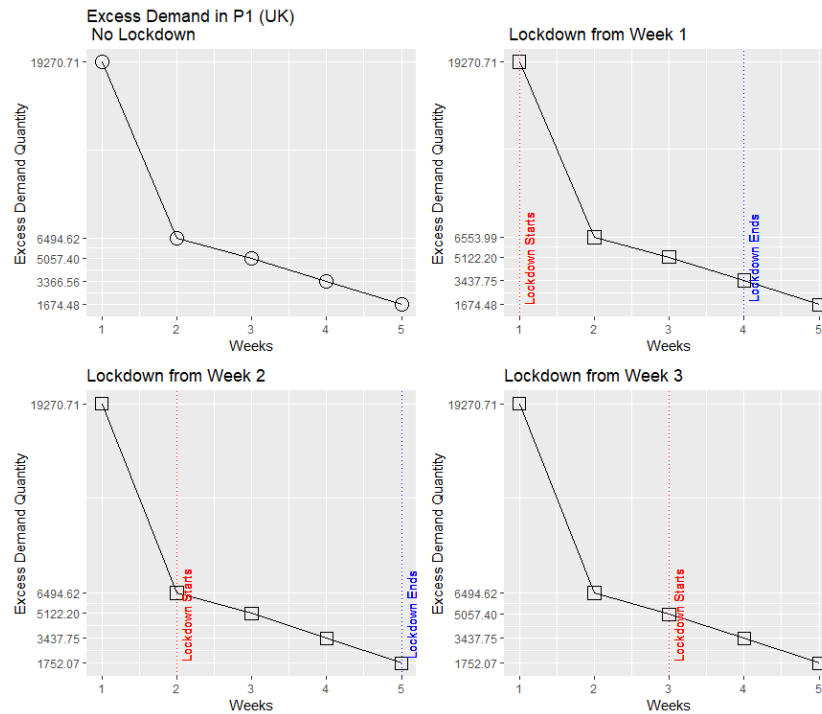 Excess Demand in P1 (UK)
No Lockdown
Excess Demand Quantity
19270.71
6494.62
5057.40
3366.56
1674.48
1 2 3 4 5
Weeks
Lockdown from Week 1
Excess Demand Quantity
19270.71
6553.99
5122.20
3437.75
1674.48
Lockdown Starts
Lockdown Ends
1 2 3 4 5
Weeks
Lockdown from Week 2
Excess Demand Quantity
19270.71
6494.62
5122.20
3437.75
1752.07
Lockdown Starts
Lockdown Ends
1 2 3 4 5
Weeks
Lockdown from Week 3
Excess Demand Quantity
19270.71
6494.62
5057.40
3437.75
1752.07
Lockdown Starts
1 2 3 4 5
Weeks